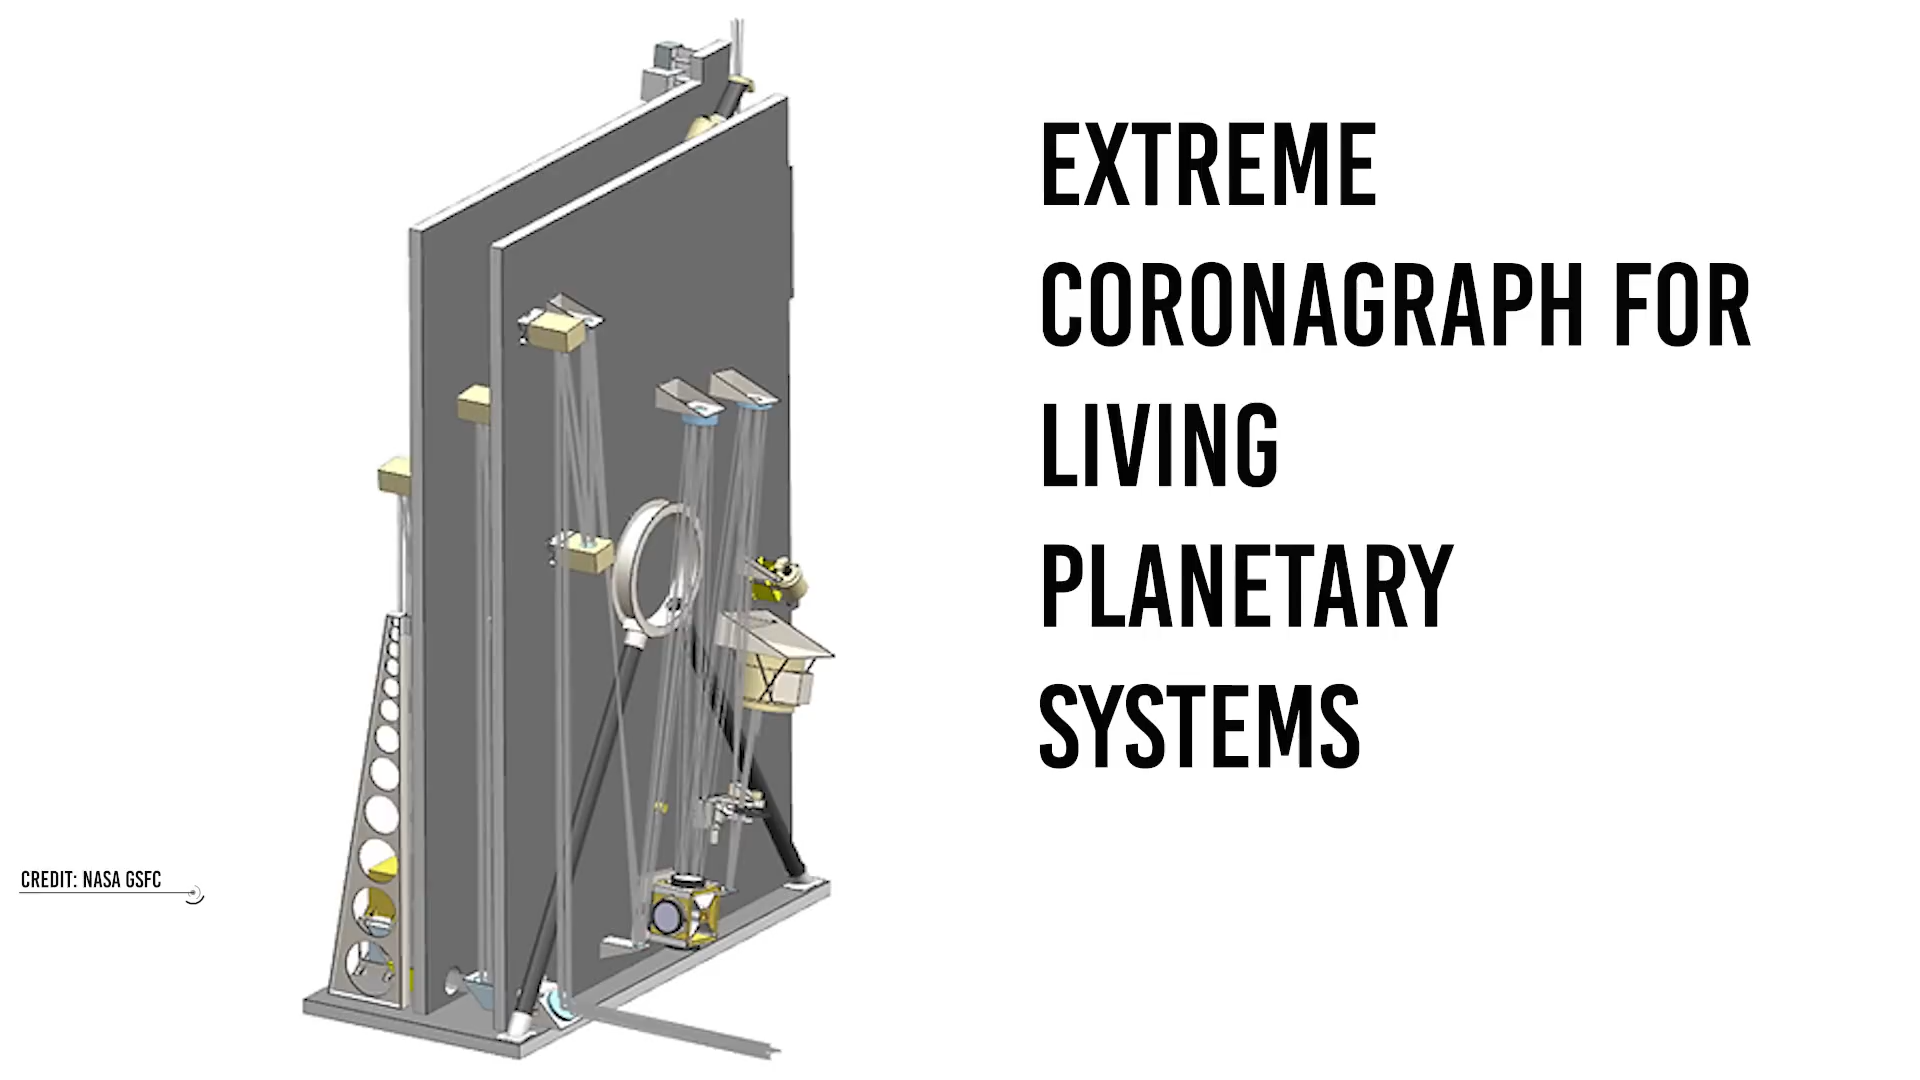 EXTREME
CORONAGRAPH FOR
LIVING
PLANETARY
SYSTEMS
CREDIT: NASA GSFC